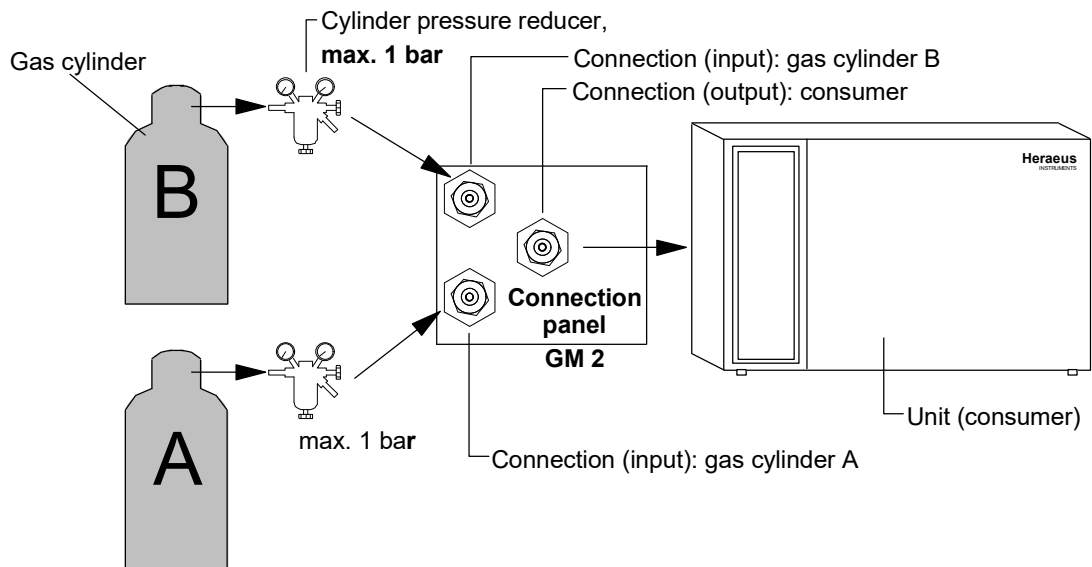 Cylinder pressure reducer,
max. 1 bar
Gas cylinder
Connection (input): gas cylinder B
Connection (output): consumer
B
Heraeus
INSTRUMENTS
Connection
panel
GM 2
A
max. 1 bar
Unit (consumer)
Connection (input): gas cylinder A